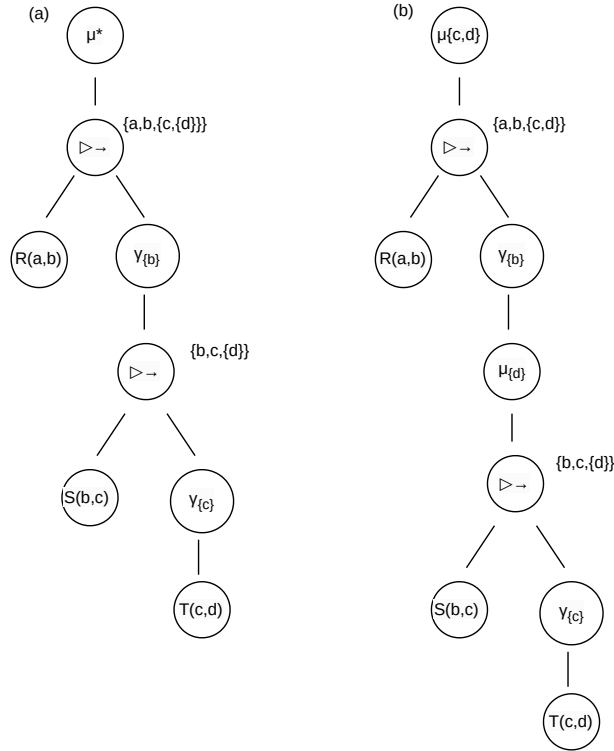 (a)
μ*
{a,b,{c,{d}}}
▷→
R(a,b)
γ{b}
{b,c,{d}}
▷→
S(b,c)
γ{c}
T(c,d)
(b)
μ{c,d}
{a,b,{c,d}}
▷→
R(a,b)
γ{b}
μ{d}
{b,c,{d}}
▷→
S(b,c)
γ{c}
T(c,d)